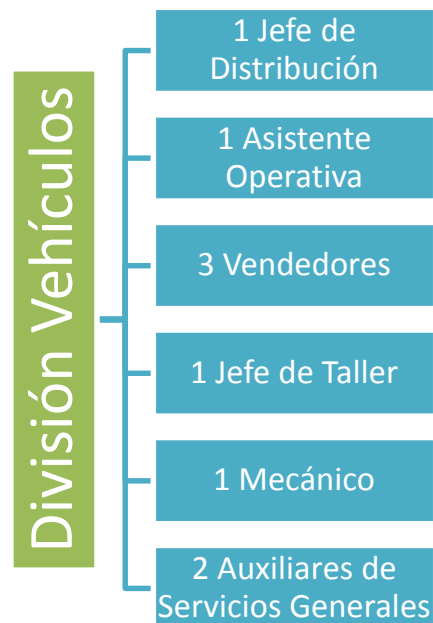 División Vehículos
1 Jefe de
Distribución
1 Asistente
Operativa
3 Vendedores
1 Jefe de Taller
1 Mecánico
2 Auxiliares de
Servicios Generales